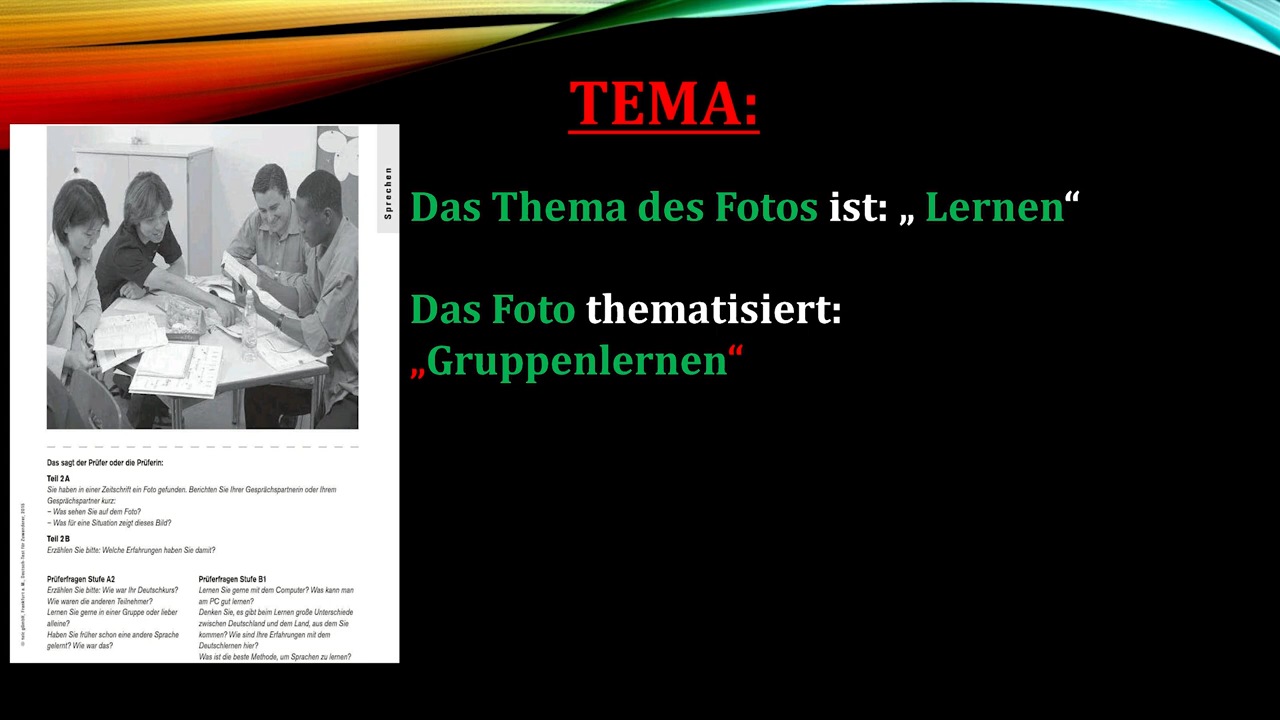 TEMA:
Das Thema des Fotos ist: „ Lernen“
Das Foto thematisiert:
„Gruppenlernen“
Sprechen
Das sagt der Prüfer oder die Prüferin:
Teil 2A
Sie haben in einer Zeitschrift ein Foto gefunden. Berichten Sie Ihrer Gesprächspartnerin oder Ihrem
Gesprächspartner kurz:
– Was sehen Sie auf dem Foto?
– Was für eine Situation zeigt dieses Bild?
Teil 2B
Erzählen Sie bitte: Welche Erfahrungen haben Sie damit?
Prüferfragen Stufe A2
Erzählen Sie bitte: Wie war Ihr Deutschkurs?
Wie waren die anderen Teilnehmer?
Lernen Sie gerne in einer Gruppe oder lieber
alleine?
Haben Sie früher schon eine andere Sprache
gelernt? Wie war das?
Prüferfragen Stufe B1
Lernen Sie gerne mit dem Computer? Was kann man
am PC gut lernen?
Denken Sie, es gibt beim Lernen große Unterschiede
zwischen Deutschland und dem Land, aus dem Sie
kommen? Wie sind Ihre Erfahrungen mit dem
Deutschlernen hier?
Was ist die beste Methode, um Sprachen zu lernen?